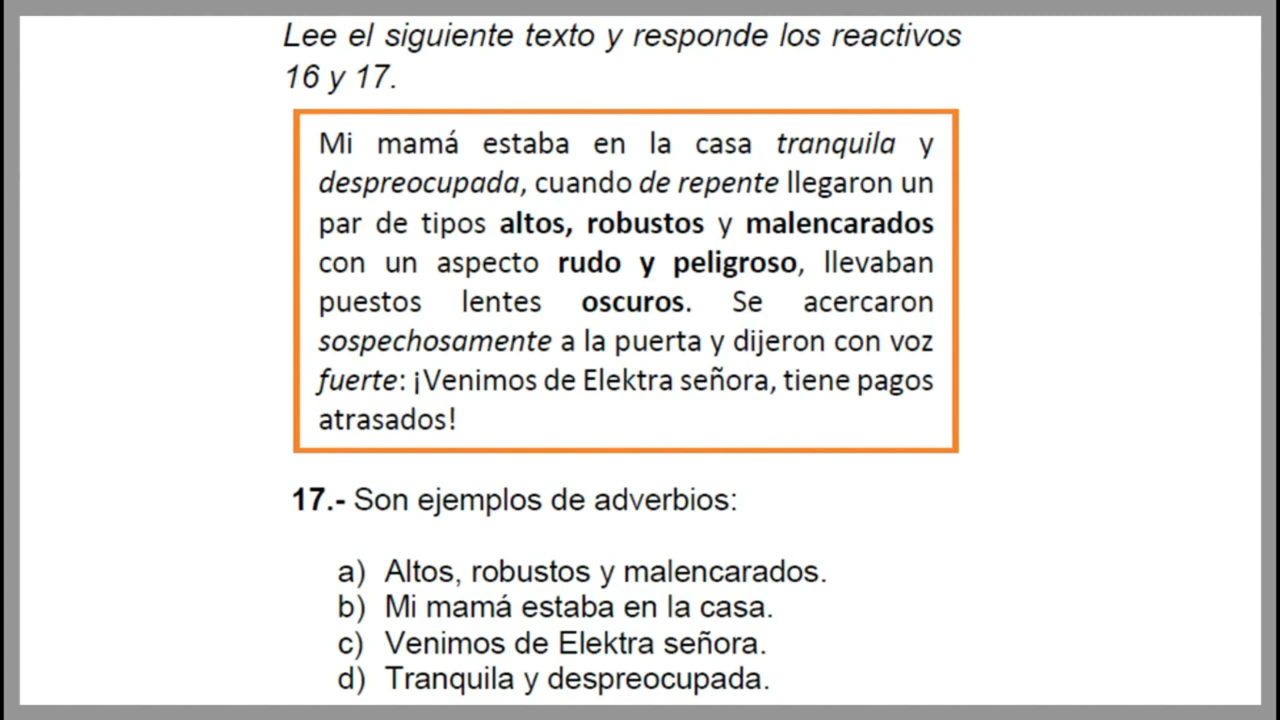 Lee el siguiente texto y responde los reactivos
16 y 17.
Mi mamá estaba en la casa tranquila y
despreocupada, cuando de repente llegaron un
par de tipos altos, robustos y malencarados
con un aspecto rudo y peligroso, llevaban
puestos lentes oscuros. Se acercaron
sospechosamente a la puerta y dijeron con voz
fuerte: ¡Venimos de Elektra señora, tiene pagos
atrasados!
17.- Son ejemplos de adverbios:
a) Altos, robustos y malencarados.
b) Mi mamá estaba en la casa.
c) Venimos de Elektra señora.
d) Tranquila y despreocupada.